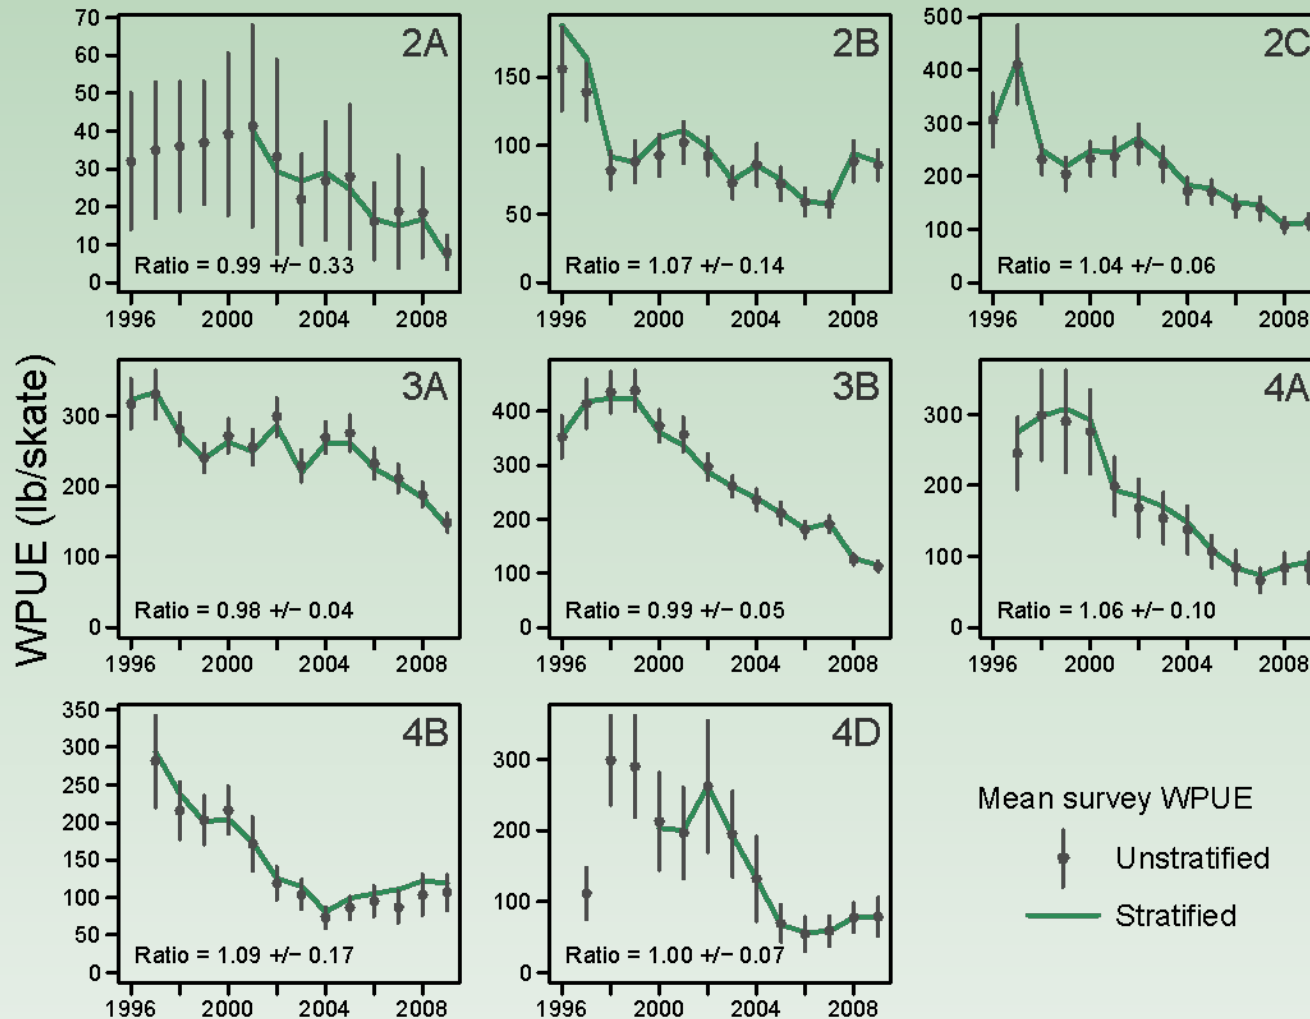 WPUE (lb/skate)
70
60
50
40
30
20
10
0
2A
Ratio = 0.99 +/− 0.33
1996 2000 2004 2008
150
100
50
0
2B
Ratio = 1.07 +/− 0.14
1996 2000 2004 2008
500
400
300
200
100
0
2C
Ratio = 1.04 +/− 0.06
1996 2000 2004 2008
300
200
100
0
3A
Ratio = 0.98 +/− 0.04
1996 2000 2004 2008
400
300
200
100
0
3B
Ratio = 0.99 +/− 0.05
1996 2000 2004 2008
300
200
100
0
4A
Ratio = 1.06 +/− 0.10
1996 2000 2004 2008
350
300
250
200
150
100
50
0
4B
Ratio = 1.09 +/− 0.17
1996 2000 2004 2008
300
200
100
0
4D
Ratio = 1.00 +/− 0.07
1996 2000 2004 2008
Mean survey WPUE
Unstratified
Stratified